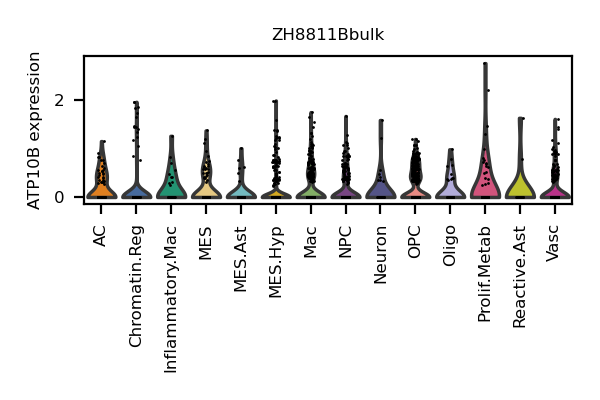 ZH8811Bbulk
ATP10B expression
2
0
AC
Chromatin.Reg
Inflammatory.Mac
MES
MES.Ast
MES.Hyp
Mac
NPC
Neuron
OPC
Oligo
Prolif.Metab
Reactive.Ast
Vasc